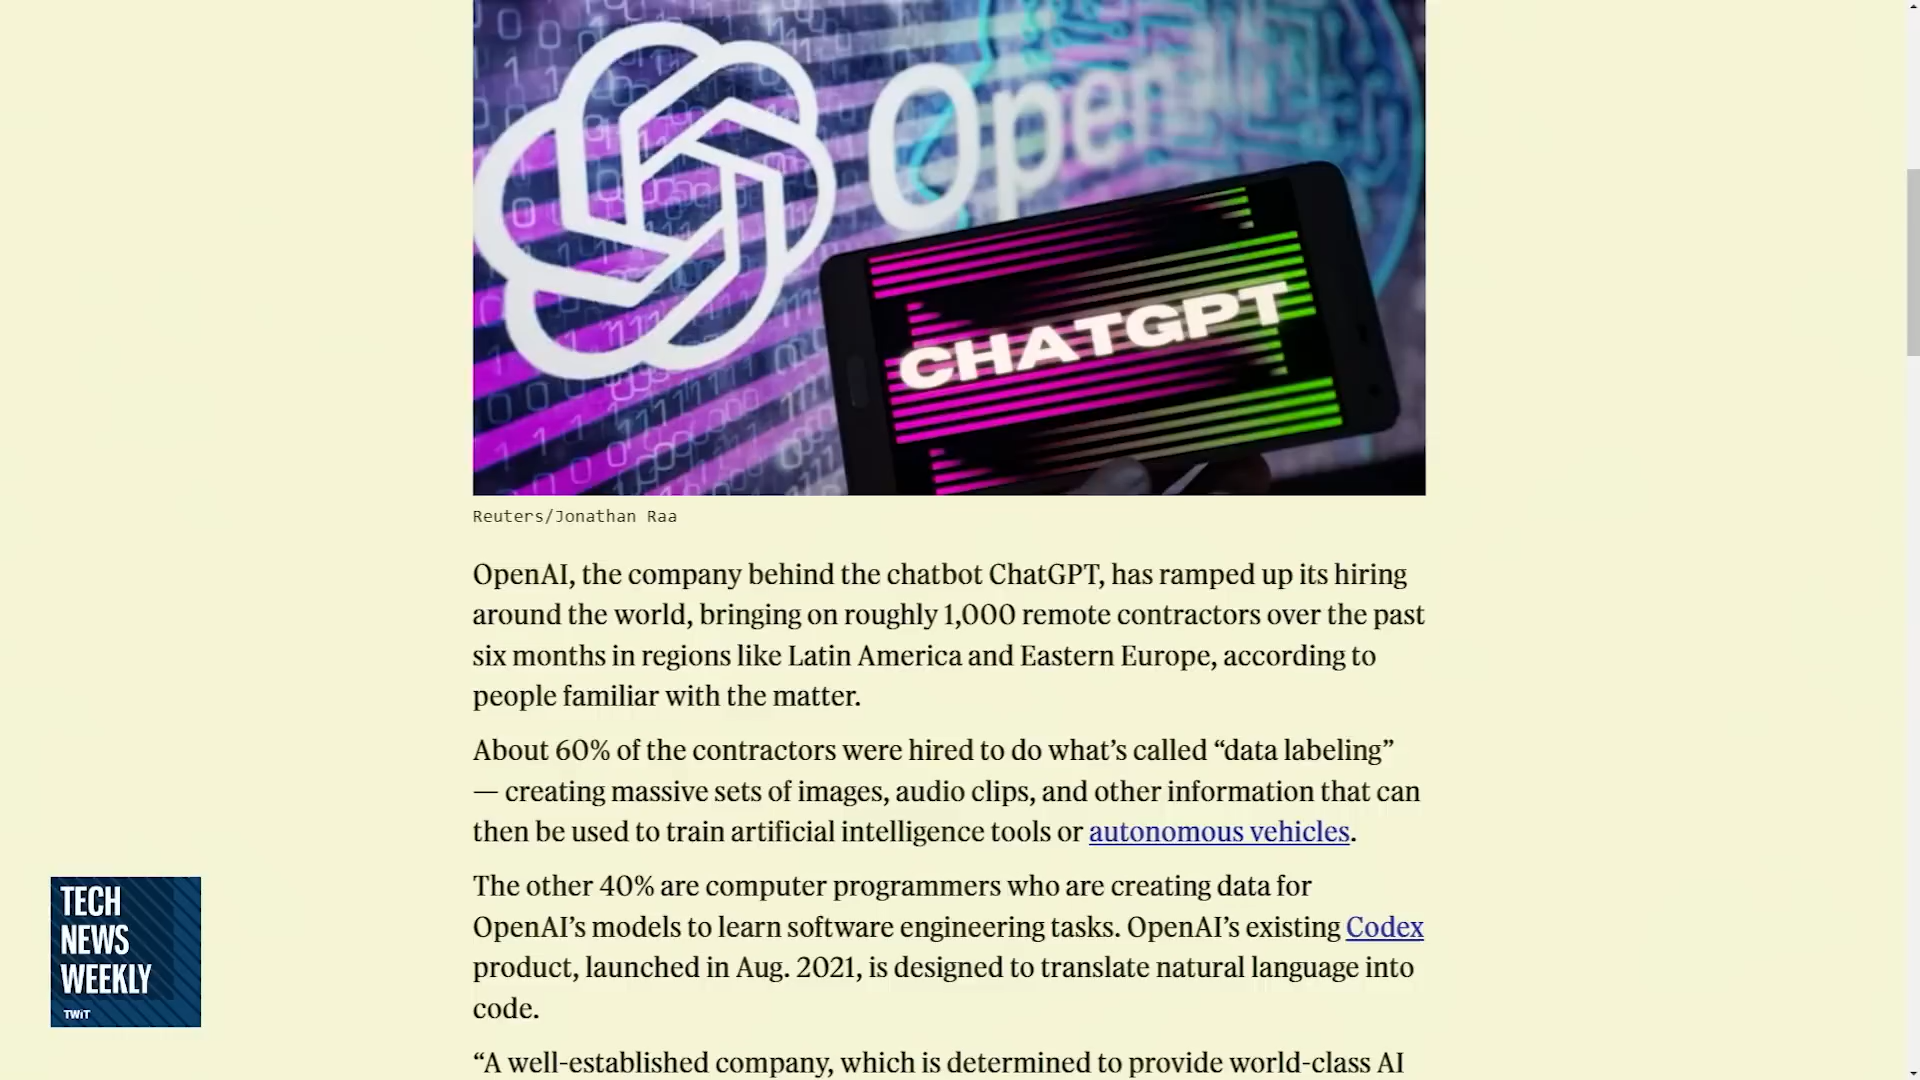 OpenAI
CHATGPT
Reuters/Jonathan Raa
OpenAI, the company behind the chatbot ChatGPT, has ramped up its hiring
around the world, bringing on roughly 1,000 remote contractors over the past
six months in regions like Latin America and Eastern Europe, according to
people familiar with the matter.
About 60% of the contractors were hired to do what’s called “data labeling”
— creating massive sets of images, audio clips, and other information that can
then be used to train artificial intelligence tools or autonomous vehicles.
The other 40% are computer programmers who are creating data for
OpenAI’s models to learn software engineering tasks. OpenAI’s existing Codex
product, launched in Aug. 2021, is designed to translate natural language into
code.
“A well-established company, which is determined to provide world-class AI
TECH
NEWS
WEEKLY
TWiT